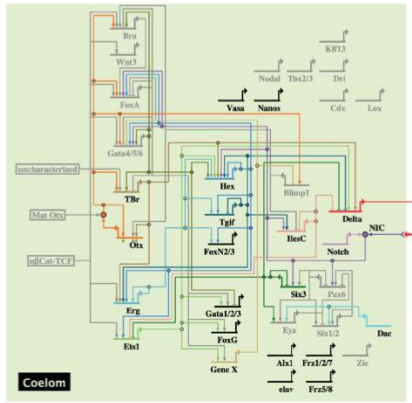 Bra
Klf13
Wnt3
Nodal Tbx2/3 Dri
FoxA
Vasa Nanos Cdx Lox
Gata4/5/6
uncharacterized
TBr Hex Blimp1
Mat Otx Tgif Delta
Otx HesC NIC
FoxN2/3 Notch
nβCat-TCF
Erg Six3 Pax6
Gata1/2/3
Ets1 FoxG Eya Six1/2 Dac
Gene X Alx1 Frz1/2/7 Zic
Coelom elav Frz5/8